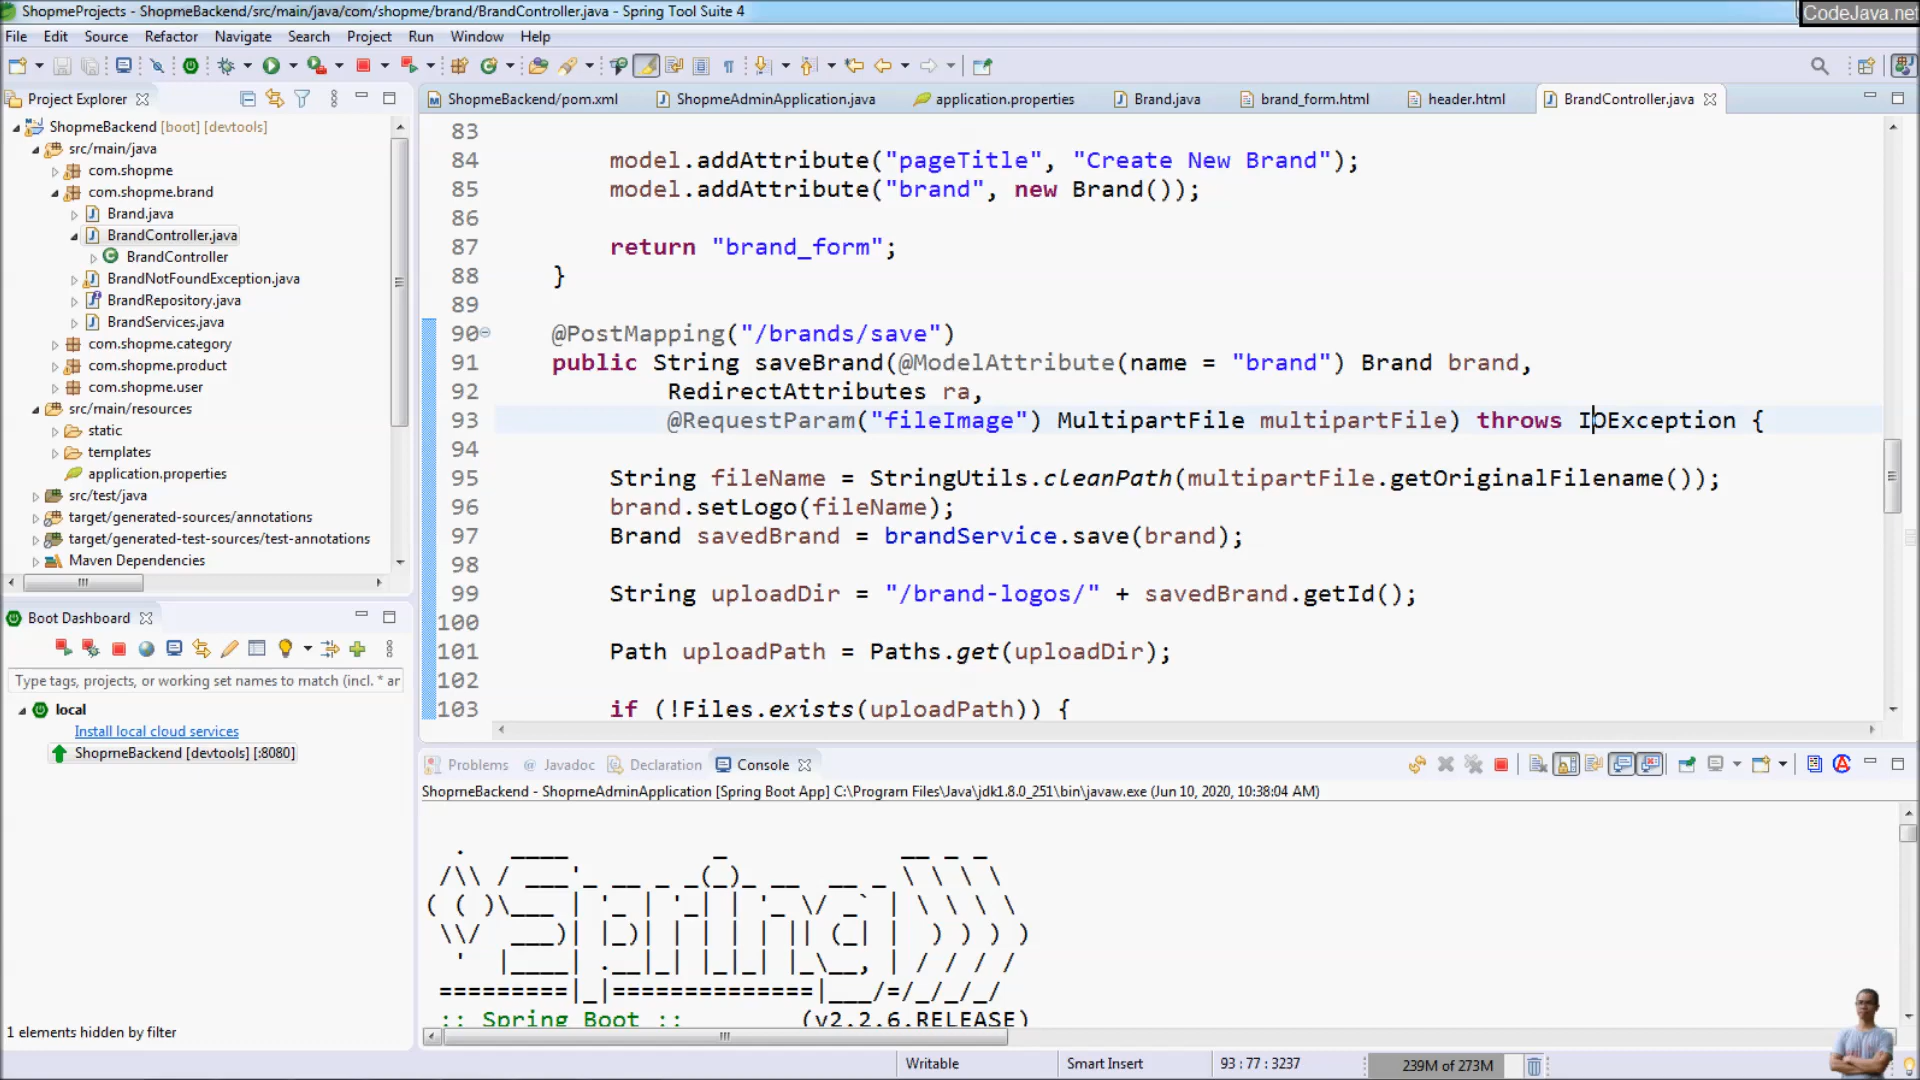 ShopmeProjects - ShopmeBackend/src/main/java/com/shopme/brand/BrandController.java - Spring Tool Suite 4
CodeJava.net
File Edit Source Refactor Navigate Search Project Run Window Help
Project Explorer
ShopmeBackend/pom.xml
ShopmeAdminApplication.java
application.properties
Brand.java
brand_form.html
header.html
BrandController.java
ShopmeBackend [boot] [devtools]
src/main/java
com.shopme
com.shopme.brand
Brand.java
BrandController.java
BrandController
BrandNotFoundException.java
BrandRepository.java
BrandServices.java
com.shopme.category
com.shopme.product
com.shopme.user
src/main/resources
static
templates
application.properties
src/test/java
target/generated-sources/annotations
target/generated-test-sources/test-annotations
Maven Dependencies
83
84 model.addAttribute("pageTitle", "Create New Brand");
85 model.addAttribute("brand", new Brand());
86
87 return "brand_form";
88 }
89
90 @PostMapping("/brands/save")
91 public String saveBrand(@ModelAttribute(name = "brand") Brand brand,
92 RedirectAttributes ra,
93 @RequestParam("fileImage") MultipartFile multipartFile) throws IOException {
94
95 String fileName = StringUtils.cleanPath(multipartFile.getOriginalFilename());
96 brand.setLogo(fileName);
97 Brand savedBrand = brandService.save(brand);
98
99 String uploadDir = "/brand-logos/" + savedBrand.getId();
100
101 Path uploadPath = Paths.get(uploadDir);
102
103 if (!Files.exists(uploadPath)) {
Boot Dashboard
Type tags, projects, or working set names to match (incl. * ar
local
Install local cloud services
ShopmeBackend [devtools] [:8080]
1 elements hidden by filter
Problems @ Javadoc Declaration Console
ShopmeBackend - ShopmeAdminApplication [Spring Boot App] C:\Program Files\Java\jdk1.8.0_251\bin\javaw.exe (Jun 10, 2020, 10:38:04 AM)
Spring
:: Spring Boot :: (v2.2.6.RELEASE)
Writable
Smart Insert
93 : 77 : 3237
239M of 273M